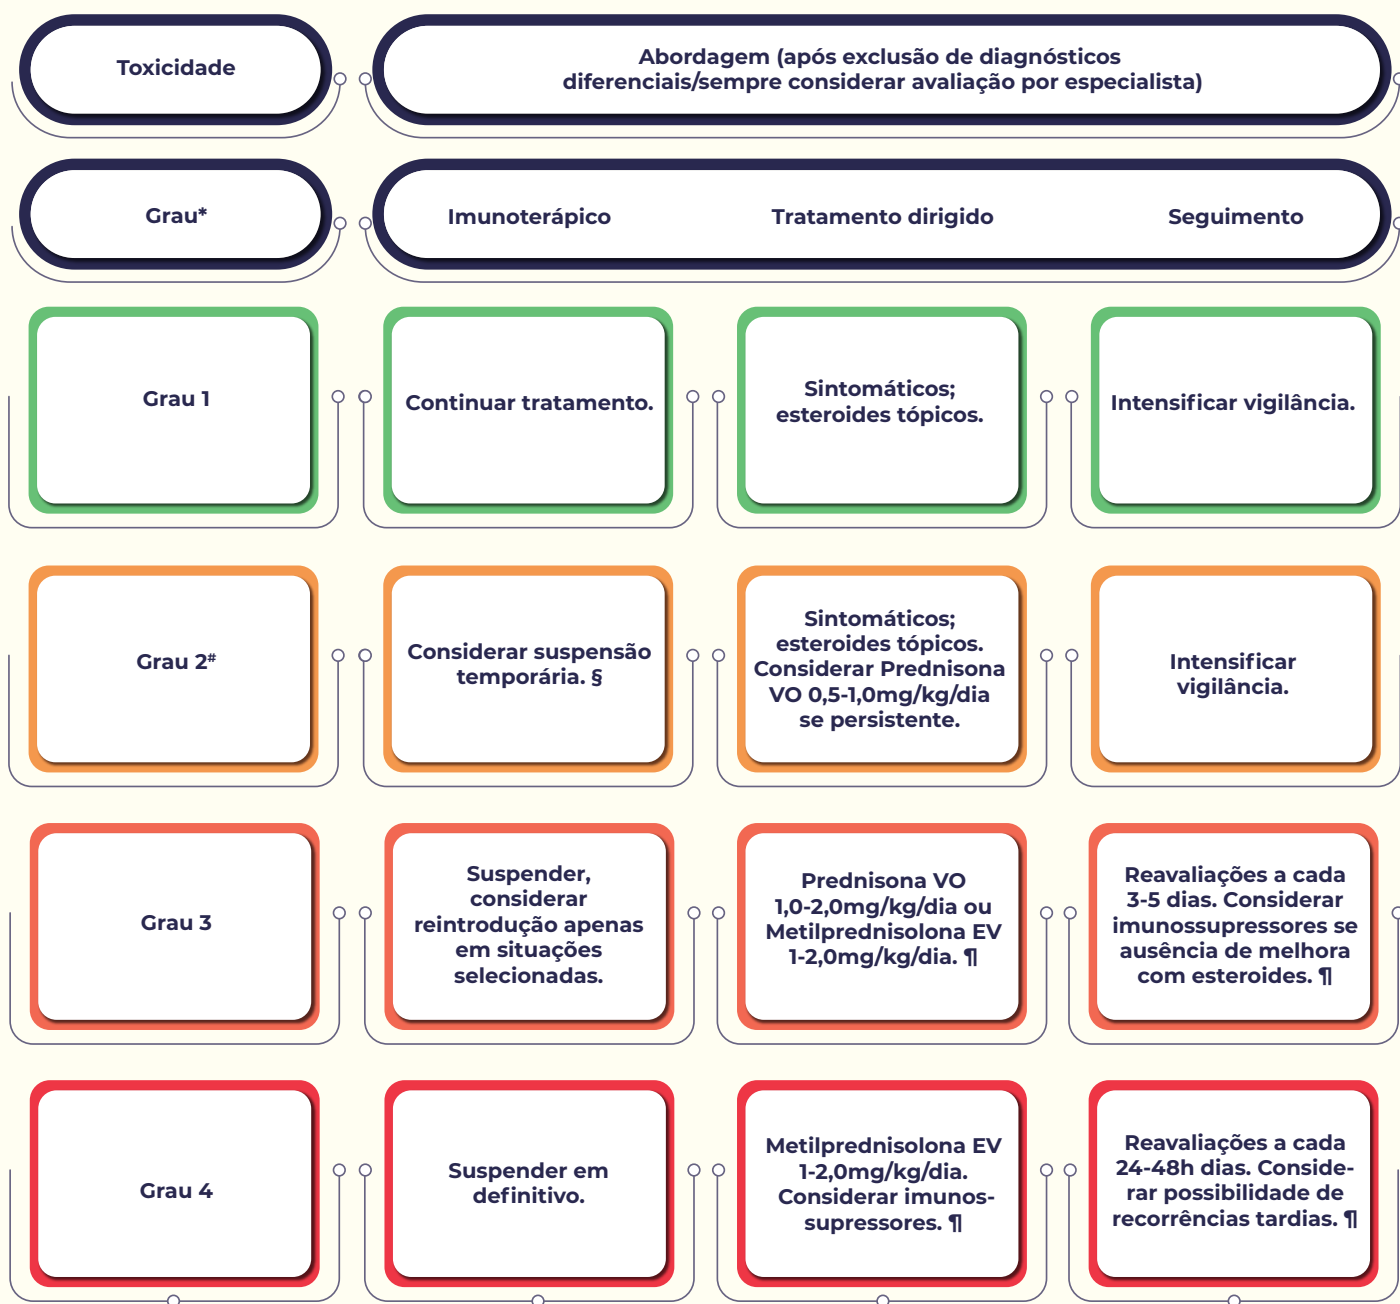 Toxicidade
Abordagem (após exclusão de diagnósticos
diferenciais/sempre considerar avaliação por especialista)
Grau*
Imunoterápico
Tratamento dirigido
Seguimento
Grau 1
Continuar tratamento.
Sintomáticos;
esteroides tópicos.
Intensificar vigilância.
Grau 2#
Considerar suspensão
temporária. §
Sintomáticos;
esteroides tópicos.
Considerar Prednisona
VO 0,5-1,0mg/kg/dia
se persistente.
Intensificar
vigilância.
Grau 3
Suspender,
considerar
reintrodução apenas
em situações
selecionadas.
Prednisona VO
1,0-2,0mg/kg/dia ou
Metilprednisolona EV
1-2,0mg/kg/dia. ¶
Reavaliações a cada
3-5 dias. Considerar
imunossupressores se
ausência de melhora
com esteroides. ¶
Grau 4
Suspender em
definitivo.
Metilprednisolona EV
1-2,0mg/kg/dia.
Considerar imunos-
supressores. ¶
Reavaliações a cada
24-48h dias. Conside-
rar possibilidade de
recorrências tardias. ¶